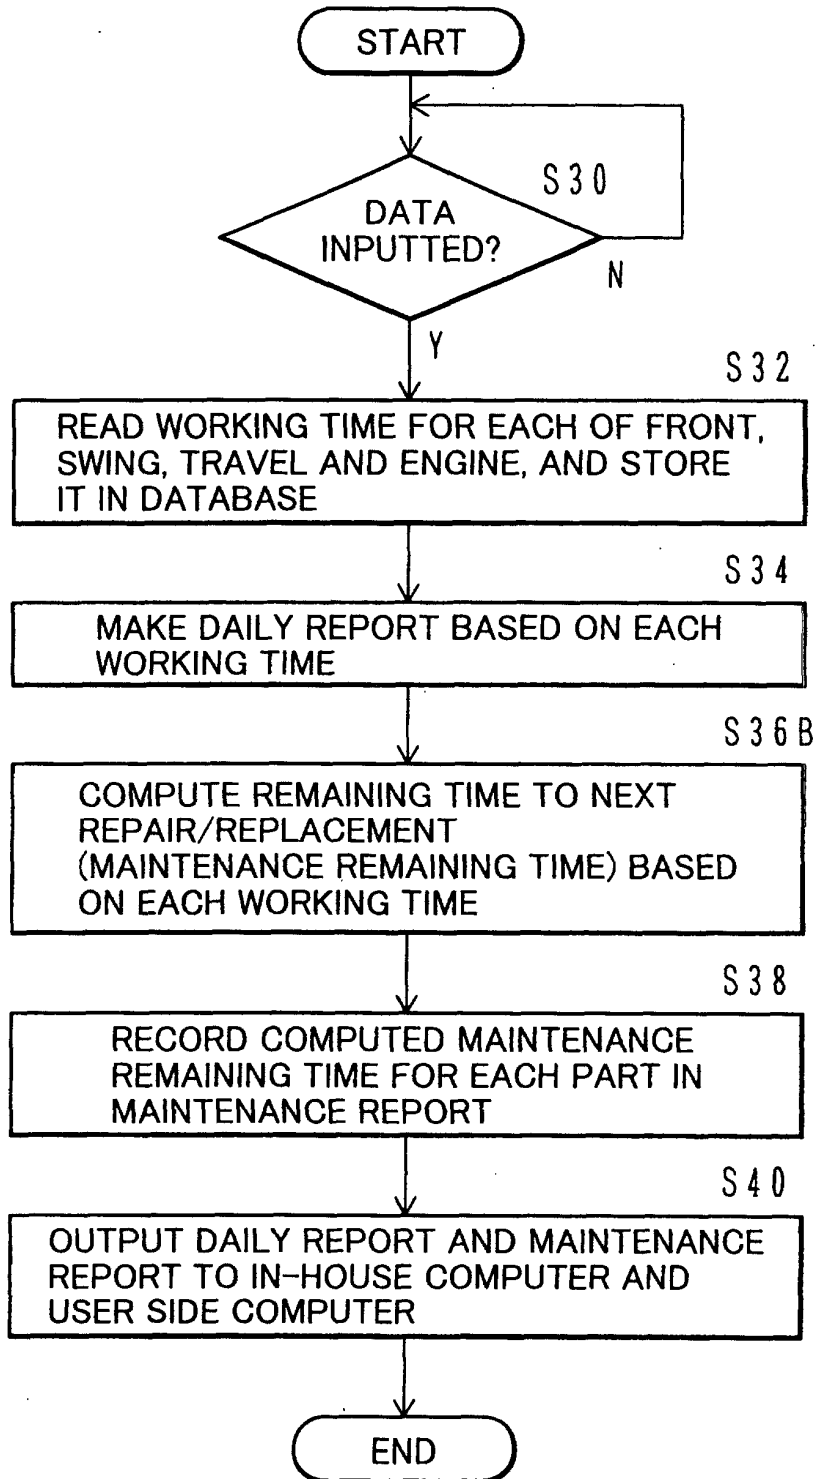 START
S30
DATA
INPUTTED?
N
Y
S32
READ WORKING TIME FOR EACH OF FRONT,
SWING, TRAVEL AND ENGINE, AND STORE
IT IN DATABASE
S34
MAKE DAILY REPORT BASED ON EACH
WORKING TIME
S36B
COMPUTE REMAINING TIME TO NEXT
REPAIR/REPLACEMENT
(MAINTENANCE REMAINING TIME) BASED
ON EACH WORKING TIME
S38
RECORD COMPUTED MAINTENANCE
REMAINING TIME FOR EACH PART IN
MAINTENANCE REPORT
S40
OUTPUT DAILY REPORT AND MAINTENANCE
REPORT TO IN-HOUSE COMPUTER AND
USER SIDE COMPUTER
END